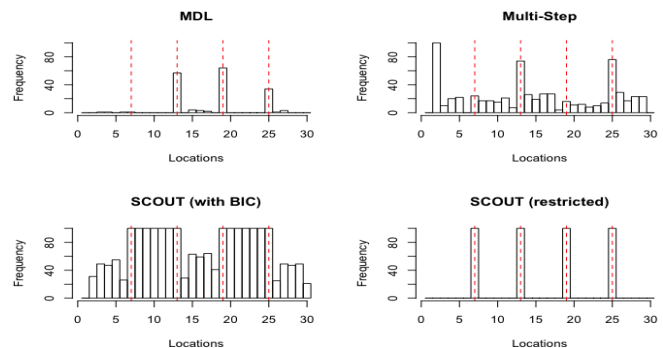 MDL
Frequency
0 40 80
0 5 10 15 20 25 30
Locations
Multi-Step
Frequency
0 40 80
0 5 10 15 20 25 30
Locations
SCOUT (with BIC)
Frequency
0 40 80
0 5 10 15 20 25 30
Locations
SCOUT (restricted)
Frequency
0 40 80
0 5 10 15 20 25 30
Locations